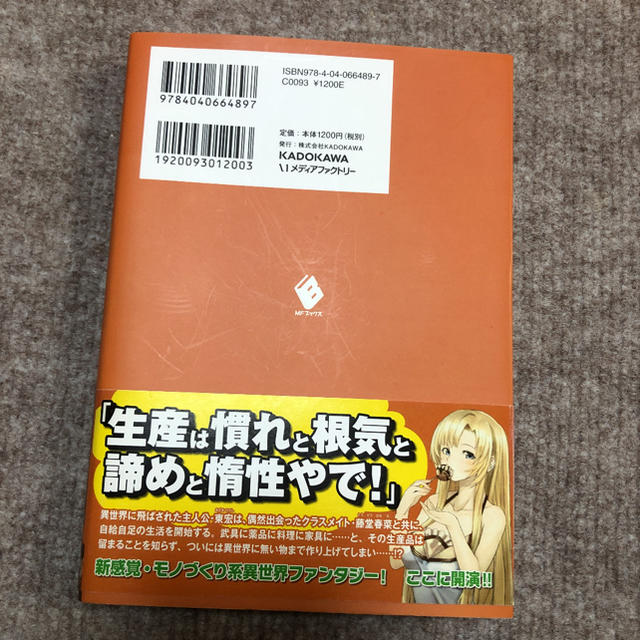 ISBN978-4-04-066489-7
C0093 ¥1200E
9784040664897
1920093012003
定価：本体1200円(税別)
発行：株式会社KADOKAWA
KADOKAWA
メディアファクトリー
MFブックス
「生産は慣れと根気と
諦めと惰性やで!」
異世界に飛ばされた主人公・東宏は、偶然出会ったクラスメイト・藤堂春菜と共に、
自給自足の生活を開始する。武具に薬品に料理に家具に……と、その生産品は
留まることを知らず、ついには異世界に無い物まで作り上げてしまい……!?
新感覚・モノづくり系異世界ファンタジー! ここに開演!!